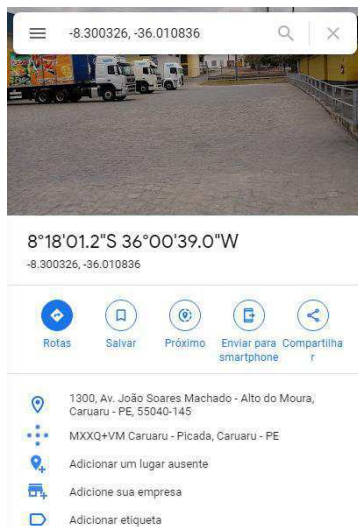 -8.300326, -36.010836
8°18'01.2"S 36°00'39.0"W
-8.300326, -36.010836
Rotas
Salvar
Próximo
Enviar para
smartphone
Compartilha
r
1300, Av. João Soares Machado - Alto do Moura,
Caruaru - PE, 55040-145
MXXQ+VM Caruaru - Picada, Caruaru - PE
Adicionar um lugar ausente
Adicione sua empresa
Adicionar etiqueta